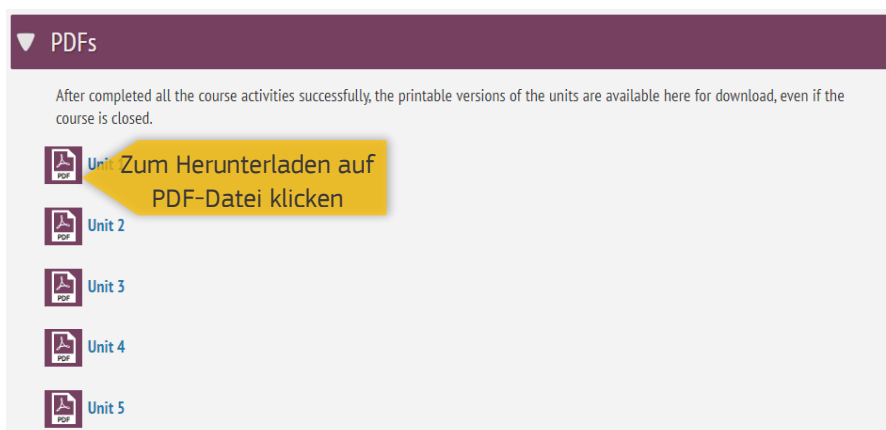 PDFs
After completed all the course activities successfully, the printable versions of the units are available here for download, even if the
course is closed.
PDF
Unit
Zum Herunterladen auf
PDF-Datei klicken
PDF
Unit 2
PDF
Unit 3
PDF
Unit 4
PDF
Unit 5